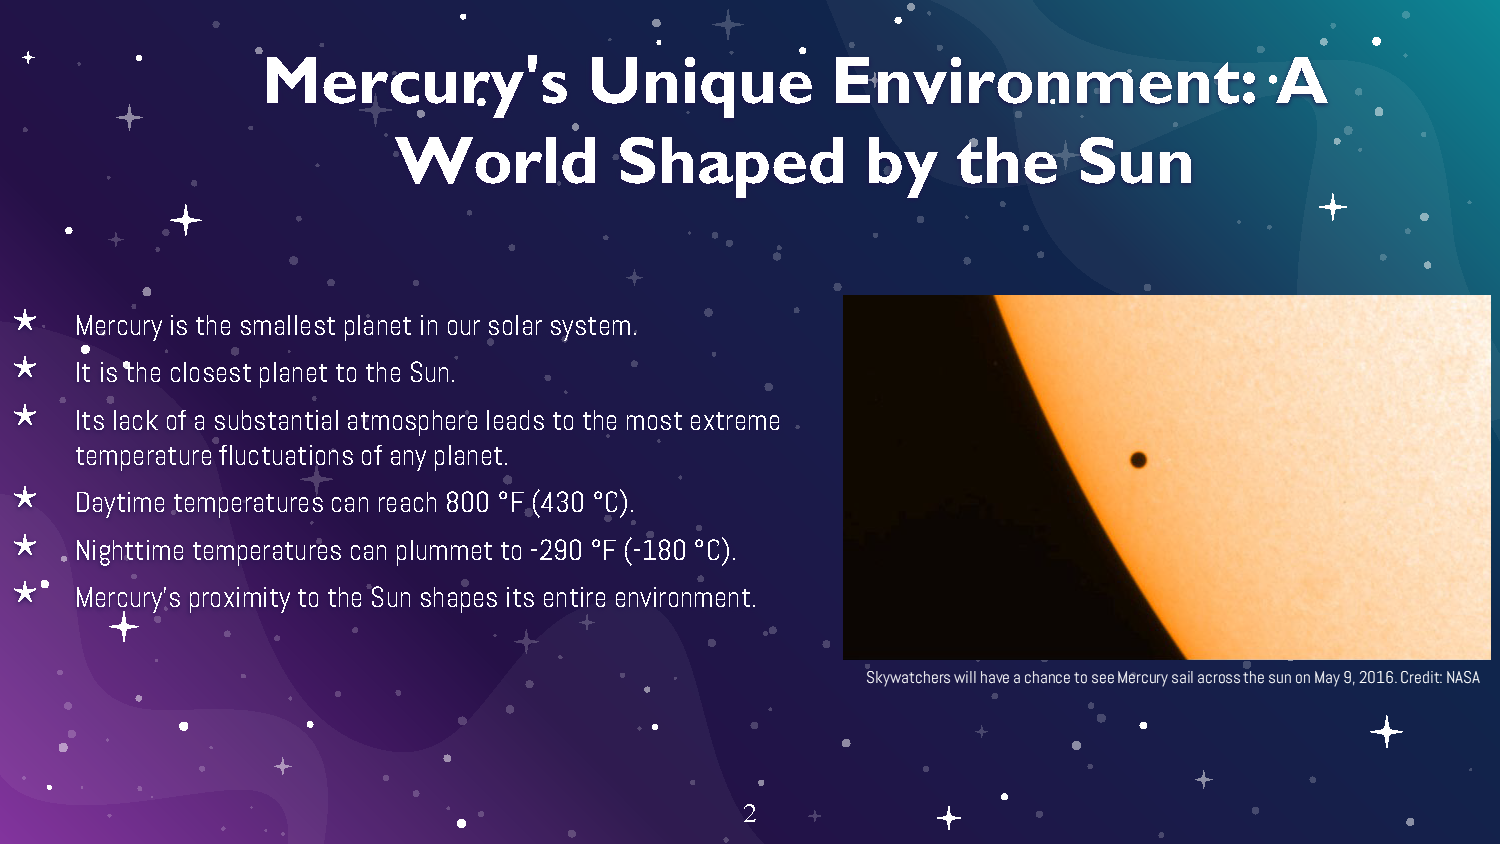 Mercury's Unique Environment: A
World Shaped by the Sun
Mercury is the smallest planet in our solar system.
It is the closest planet to the Sun.
Its lack of a substantial atmosphere leads to the most extreme
temperature fluctuations of any planet.
Daytime temperatures can reach 800 °F (430 °C).
Nighttime temperatures can plummet to -290 °F (-180 °C).
Mercury's proximity to the Sun shapes its entire environment.
Skywatchers will have a chance to see Mercury sail across the sun on May 9, 2016. Credit: NASA
2